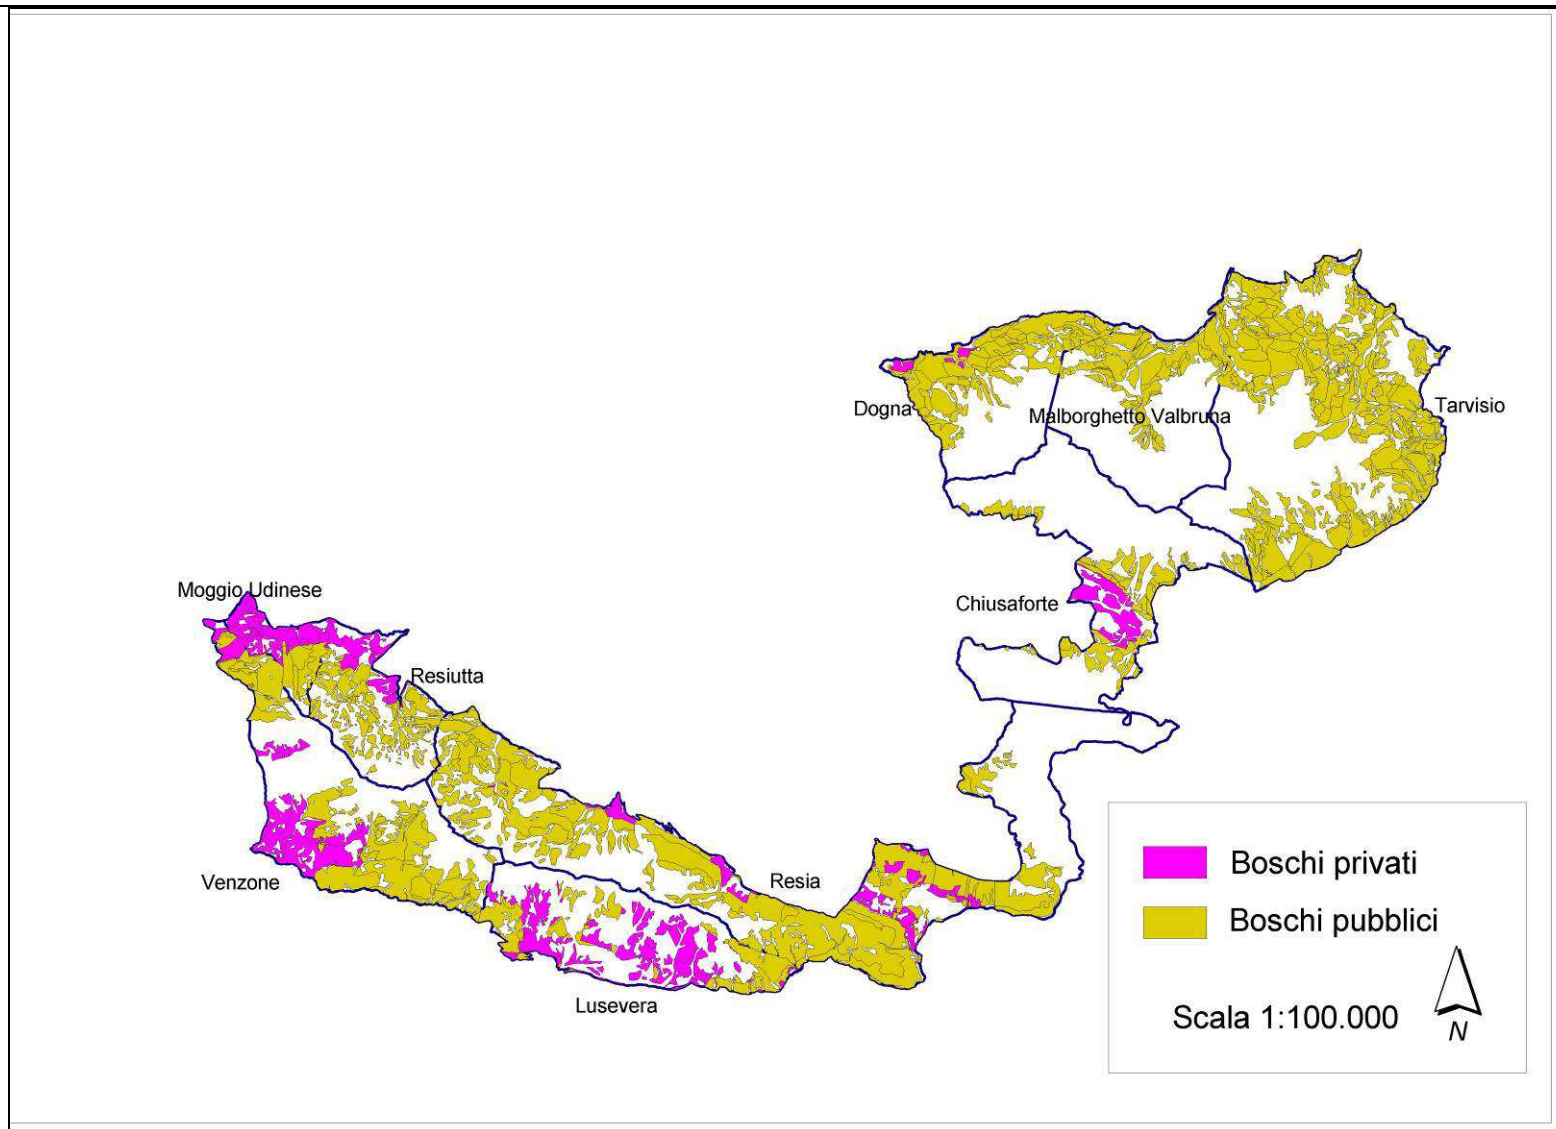 Dogna
Malborghetto Valbruna
Tarvisio
Moggio Udinese
Chiusaforte
Resiutta
Venzone
Resia
Lusevera
Boschi privati
Boschi pubblici
Scala 1:100.000
N